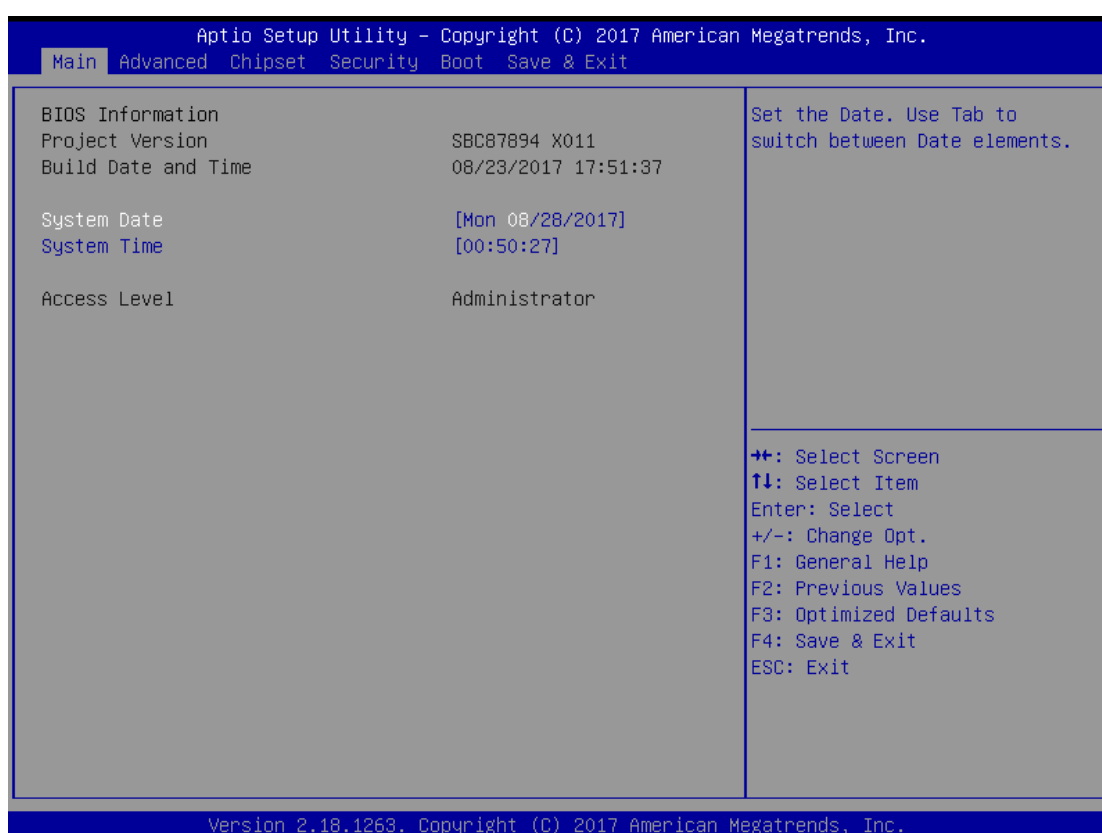 Aptio Setup Utility – Copyright (C) 2017 American Megatrends, Inc.
Main Advanced Chipset Security Boot Save & Exit
BIOS Information
Project Version SBC87894 X011
Build Date and Time 08/23/2017 17:51:37
System Date [Mon 08/28/2017]
System Time [00:50:27]
Access Level Administrator
Set the Date. Use Tab to
switch between Date elements.
→←: Select Screen
↑↓: Select Item
Enter: Select
+/-: Change Opt.
F1: General Help
F2: Previous Values
F3: Optimized Defaults
F4: Save & Exit
ESC: Exit
Version 2.18.1263. Copyright (C) 2017 American Megatrends, Inc.